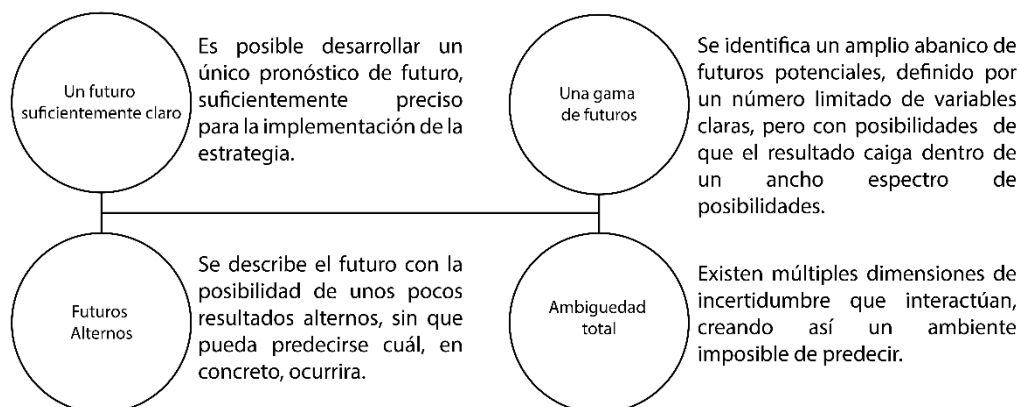 Un futuro
suficientemente claro
Es posible desarrollar un
único pronóstico de futuro,
suficientemente preciso
para la implementación de la
estrategia.
Una gama
de futuros
Se identifica un amplio abanico de
futuros potenciales, definido por
un número limitado de variables
claras, pero con posibilidades de
que el resultado caiga dentro de
un ancho espectro de
posibilidades.
Futuros
Alternos
Se describe el futuro con la
posibilidad de unos pocos
resultados alternos, sin que
pueda predecirse cuál, en
concreto, ocurrira.
Ambiguedad
total
Existen múltiples dimensiones de
incertidumbre que interactúan,
creando así un ambiente
imposible de predecir.